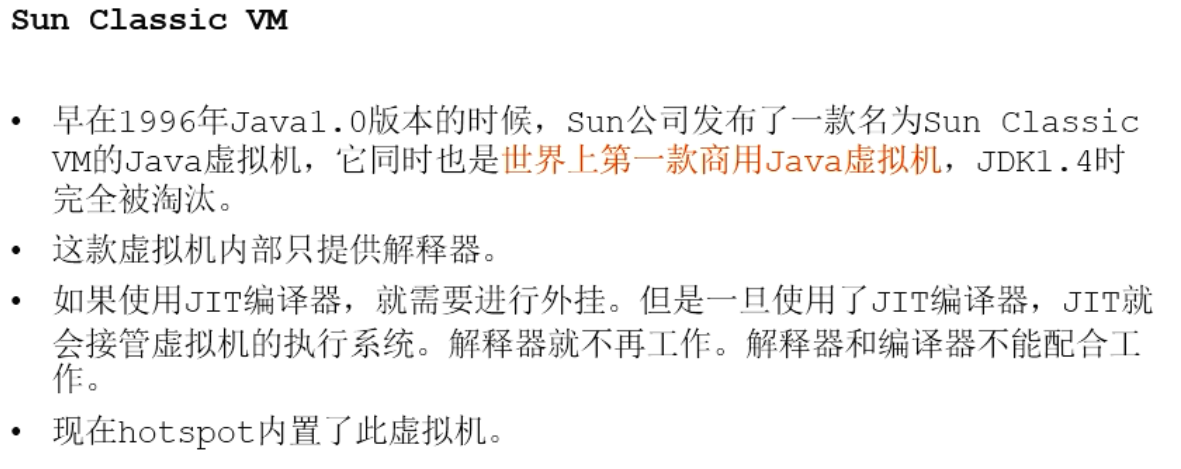 Sun Classic VM
• 早在1996年Java1.0版本的时候，Sun公司发布了一款名为Sun Classic
VM的Java虚拟机，它同时也是世界上第一款商用Java虚拟机，JDK1.4时
完全被淘汰。
• 这款虚拟机内部只提供解释器。
• 如果使用JIT编译器，就需要进行外挂。但是一旦使用了JIT编译器，JIT就
会接管虚拟机的执行系统。解释器就不再工作。解释器和编译器不能配合工
作。
• 现在hotspot内置了此虚拟机。